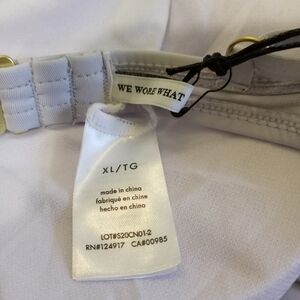 WE WORE WHAT
XL/TG
made in china
fabriqué en chine
hecho en china
LOT#S20CN01-2
RN#124917 CA#00985